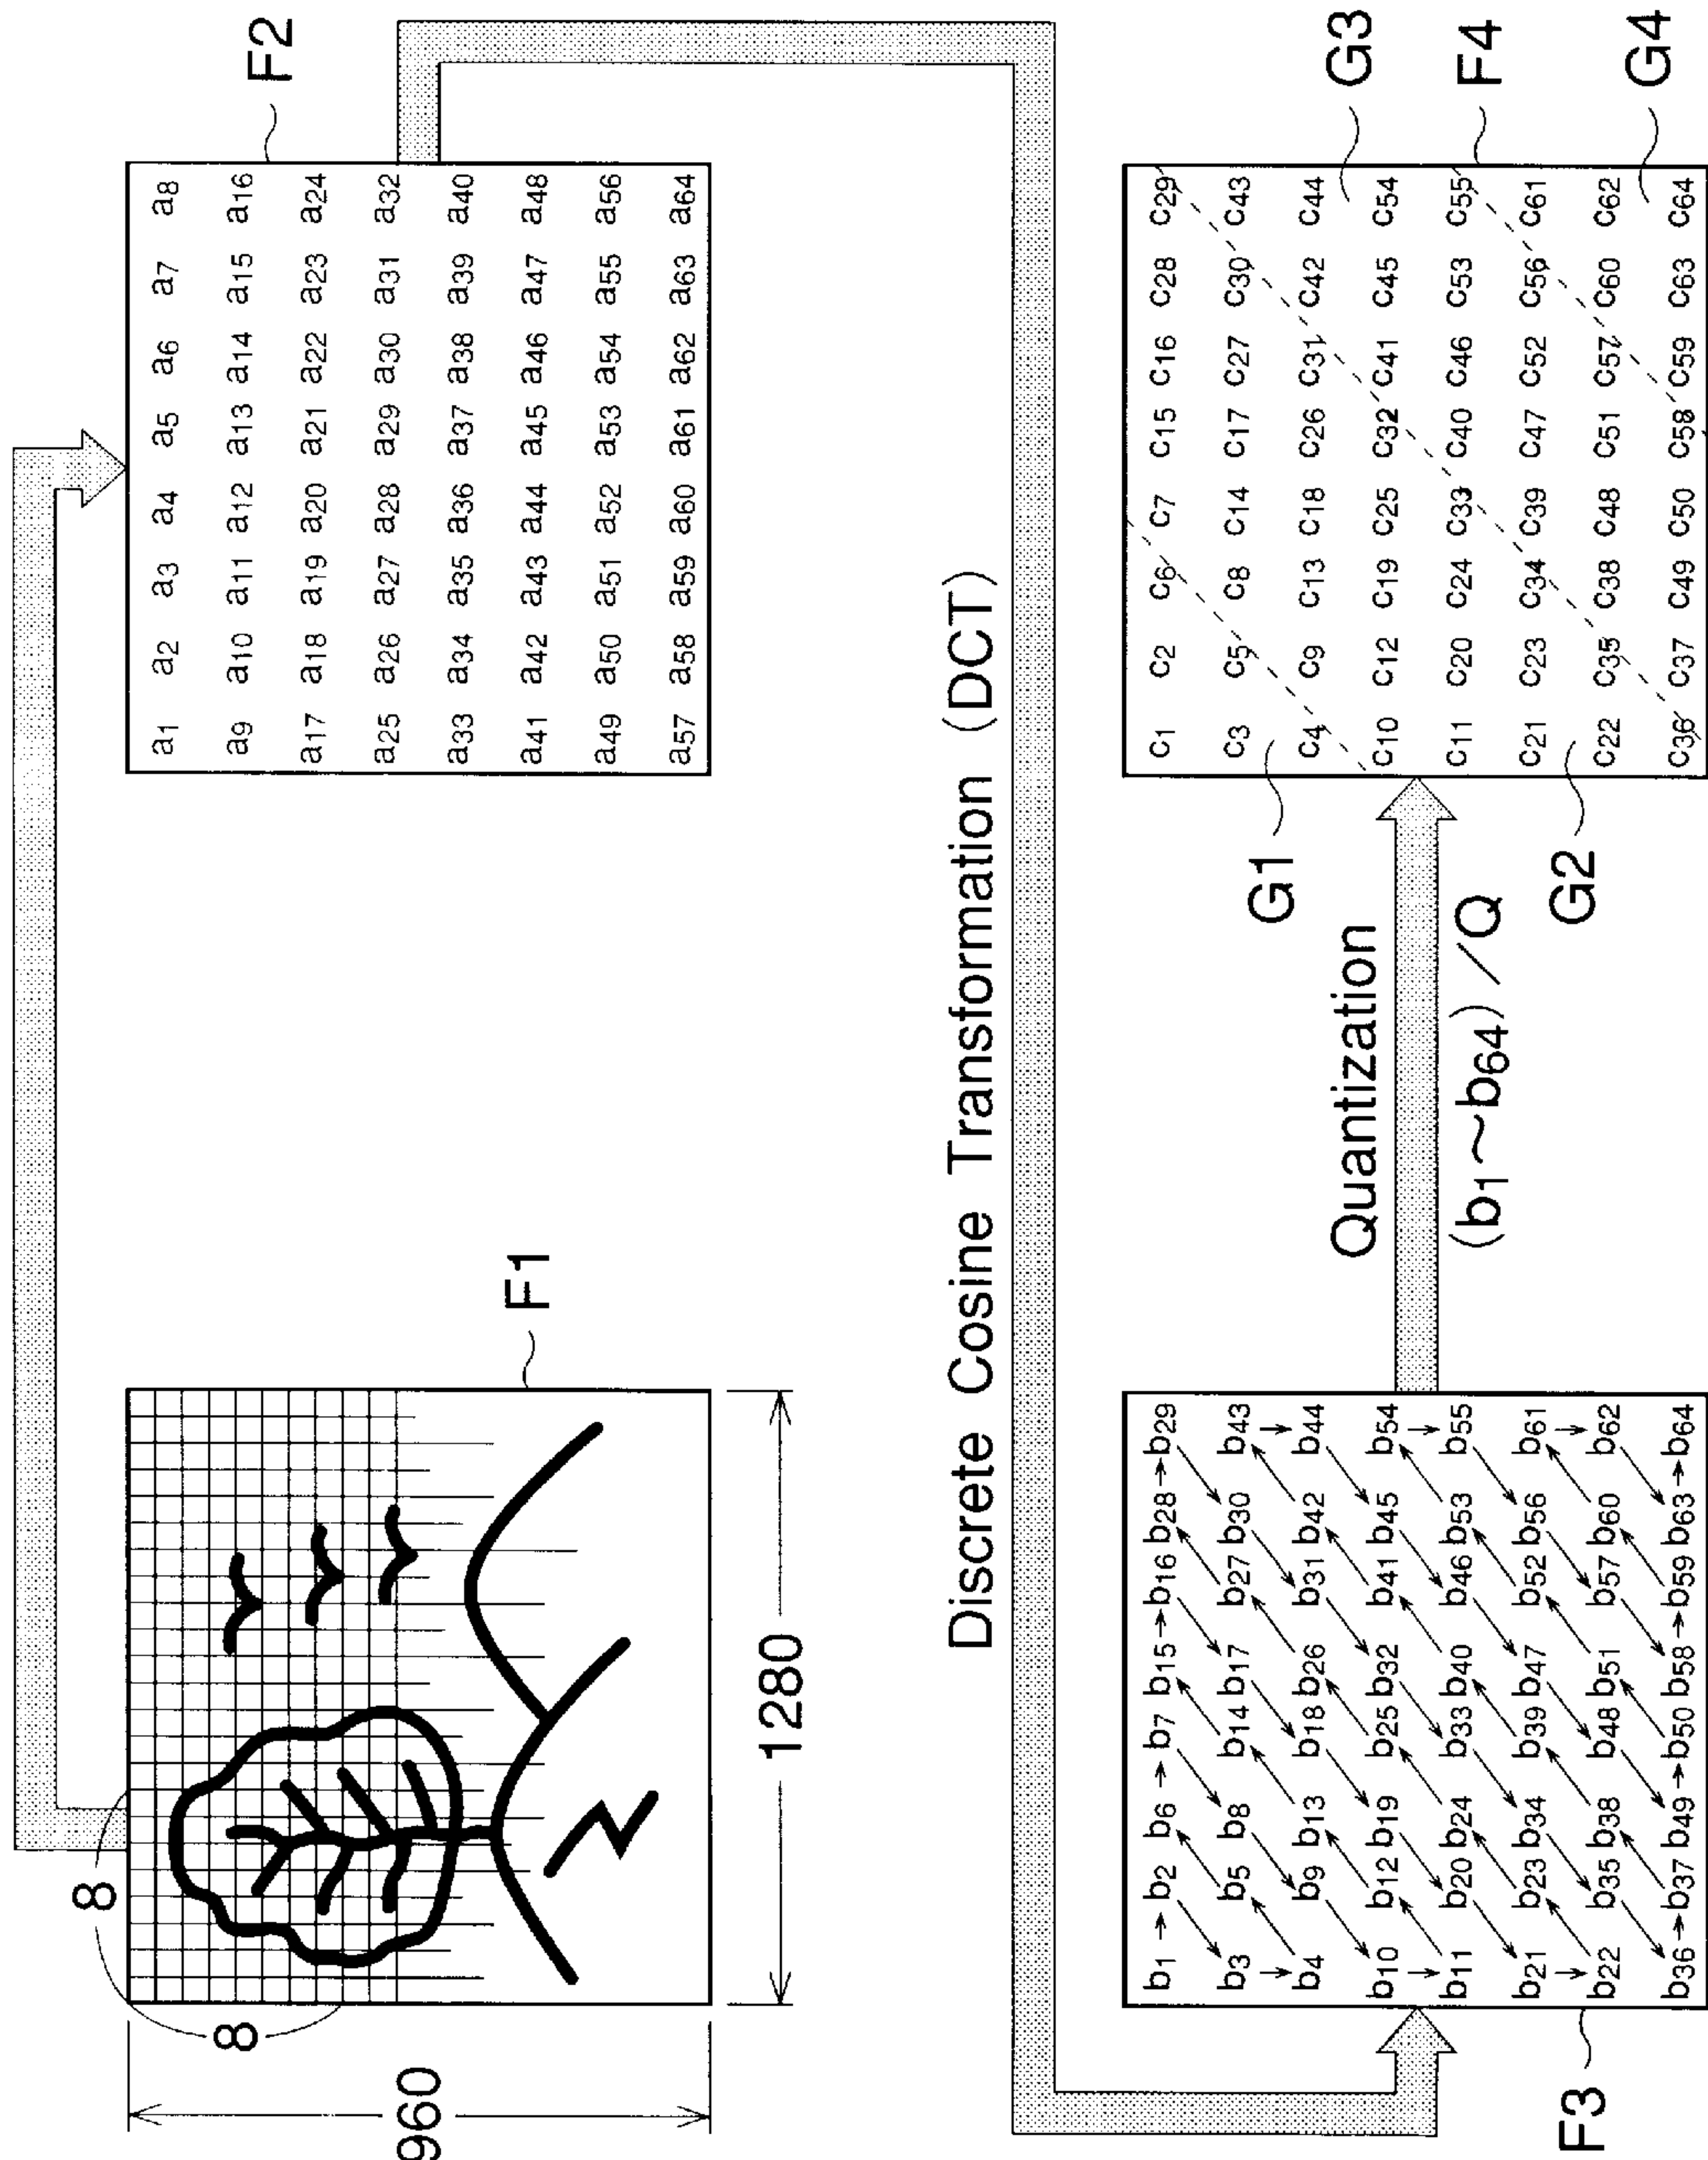 8
8
960
1280
F1
F2
a1 a2 a3 a4 a5 a6 a7 a8
a9 a10 a11 a12 a13 a14 a15 a16
a17 a18 a19 a20 a21 a22 a23 a24
a25 a26 a27 a28 a29 a30 a31 a32
a33 a34 a35 a36 a37 a38 a39 a40
a41 a42 a43 a44 a45 a46 a47 a48
a49 a50 a51 a52 a53 a54 a55 a56
a57 a58 a59 a60 a61 a62 a63 a64
Discrete Cosine Transformation (DCT)
b1 → b2 b6 → b7 b15 → b16 b28 → b29
b3 b5 b8 b14 b17 b27 b30 b43
b4 b9 b13 b18 b26 b31 b42 b44
b10 b12 b19 b25 b32 b41 b45 b54
b11 b20 b24 b33 b40 b46 b53 b55
b21 b23 b34 b39 b47 b52 b56 b61
b22 b35 b38 b48 b51 b57 b60 b62
b36 → b37 b49 → b50 b58 → b59 b63 → b64
F3
Quantization
(b1~b64)/Q
G1
G2
c1 c2 c6 c7 c15 c16 c28 c29
c3 c5 c8 c14 c17 c27 c30 c43
c4 c9 c13 c18 c26 c31 c42 c44
c10 c12 c19 c25 c32 c41 c45 c54
c11 c20 c24 c33 c40 c46 c53 c55
c21 c23 c34 c39 c47 c52 c56 c61
c22 c35 c38 c48 c51 c57 c60 c62
c36 c37 c49 c50 c58 c59 c63 c64
G3
F4
G4